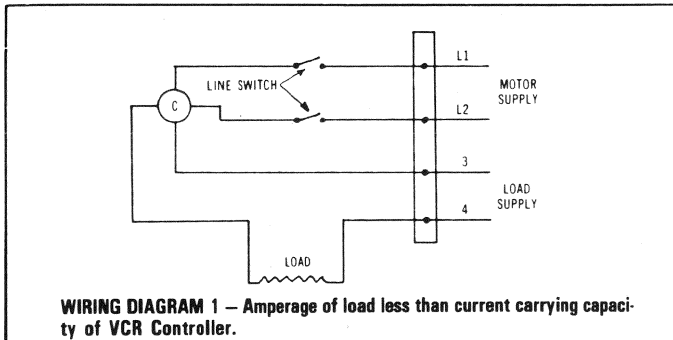 L1
LINE SWITCH
MOTOR
SUPPLY
C
L2
3
LOAD
SUPPLY
4
LOAD
WIRING DIAGRAM 1 – Amperage of load less than current carrying capaci-
ty of VCR Controller.